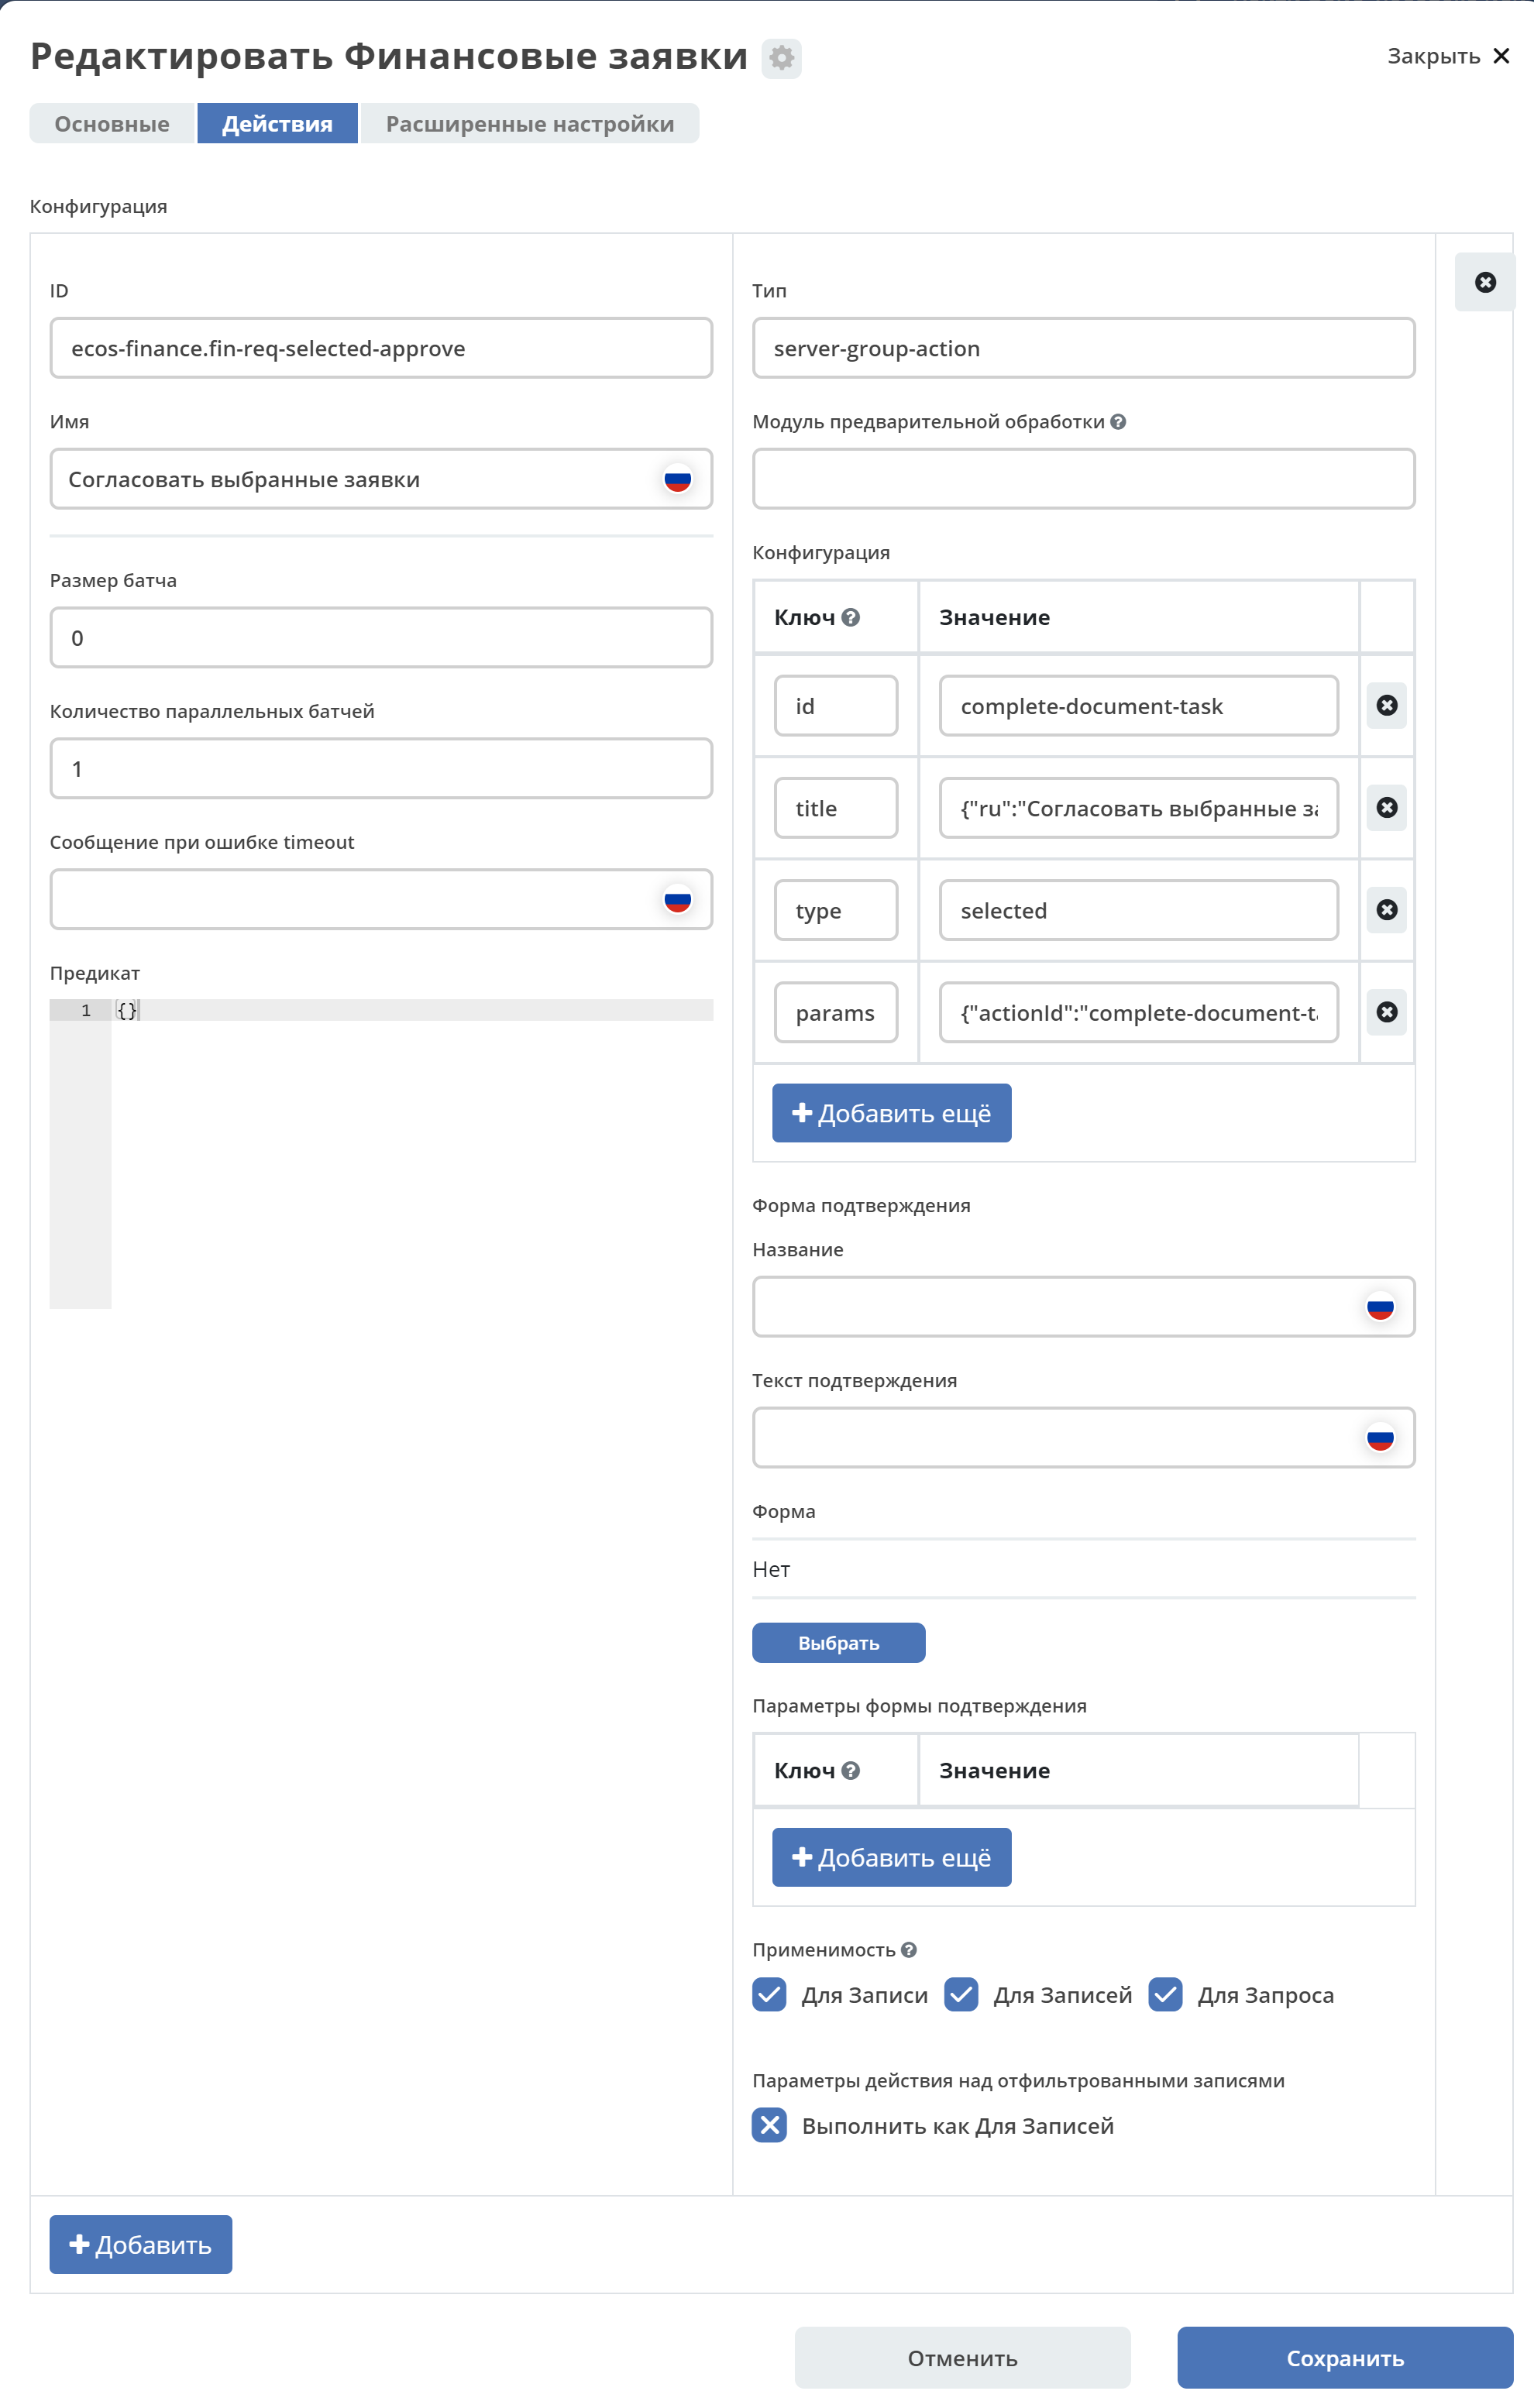 Редактировать Финансовые заявки
Закрыть
Основные
Действия
Расширенные настройки
Конфигурация
ID
ecos-finance.fin-req-selected-approve
Имя
Согласовать выбранные заявки
Размер батча
0
Количество параллельных батчей
1
Сообщение при ошибке timeout
Предикат
1 {}
Тип
server-group-action
Модуль предварительной обработки
Конфигурация
Ключ Значение
id complete-document-task
title {"ru":"Согласовать выбранные за
type selected
params {"actionId":"complete-document-ta
Добавить ещё
Форма подтверждения
Название
Текст подтверждения
Форма
Нет
Выбрать
Параметры формы подтверждения
Ключ Значение
Добавить ещё
Применимость
Для Записи Для Записей Для Запроса
Параметры действия над отфильтрованными записями
Выполнить как Для Записей
Добавить
Отменить
Сохранить